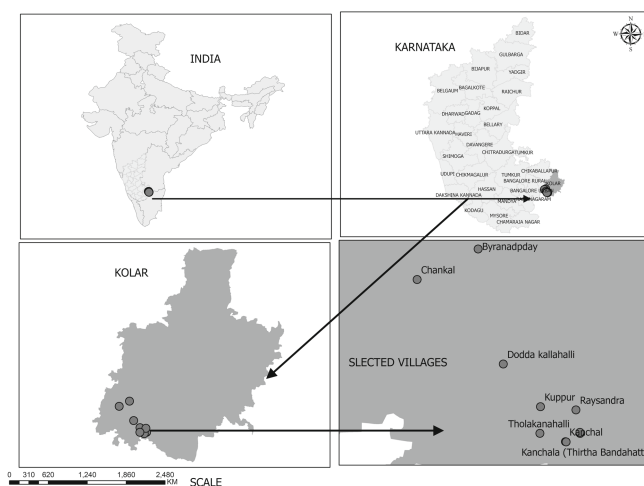 INDIA
KARNATAKA
N
W
S
BIDAR
GULBARGA
BIJAPUR
YADGIR
BELGAUM
BAGALKOTE
RAICHUR
KOPPAL
DHARWAD
GADAG
BELLARY
UTTARA KANNADA
HAVERI
DAVANGERE
CHITRADURGA
TUMKUR
SHIMOGA
CHIKABALLAPUR
UDUPI
CHIKMAGALUR
TUMKUR
BANGALORE RURAL
KOLAR
HASSAN
BANGALORE
DAKSHINA KANNADA
MANDYA
KODAGU
MYSORE
CHAMARAJA NAGAR
KOLAR
Byranadpday
Chankal
SLECTED VILLAGES
Dodda kallahalli
Kuppur
Raysandra
Tholakanahalli
Kanchala (Thirtha Bandahatt
0 310 620 1,240 1,860 2,480
KM
SCALE